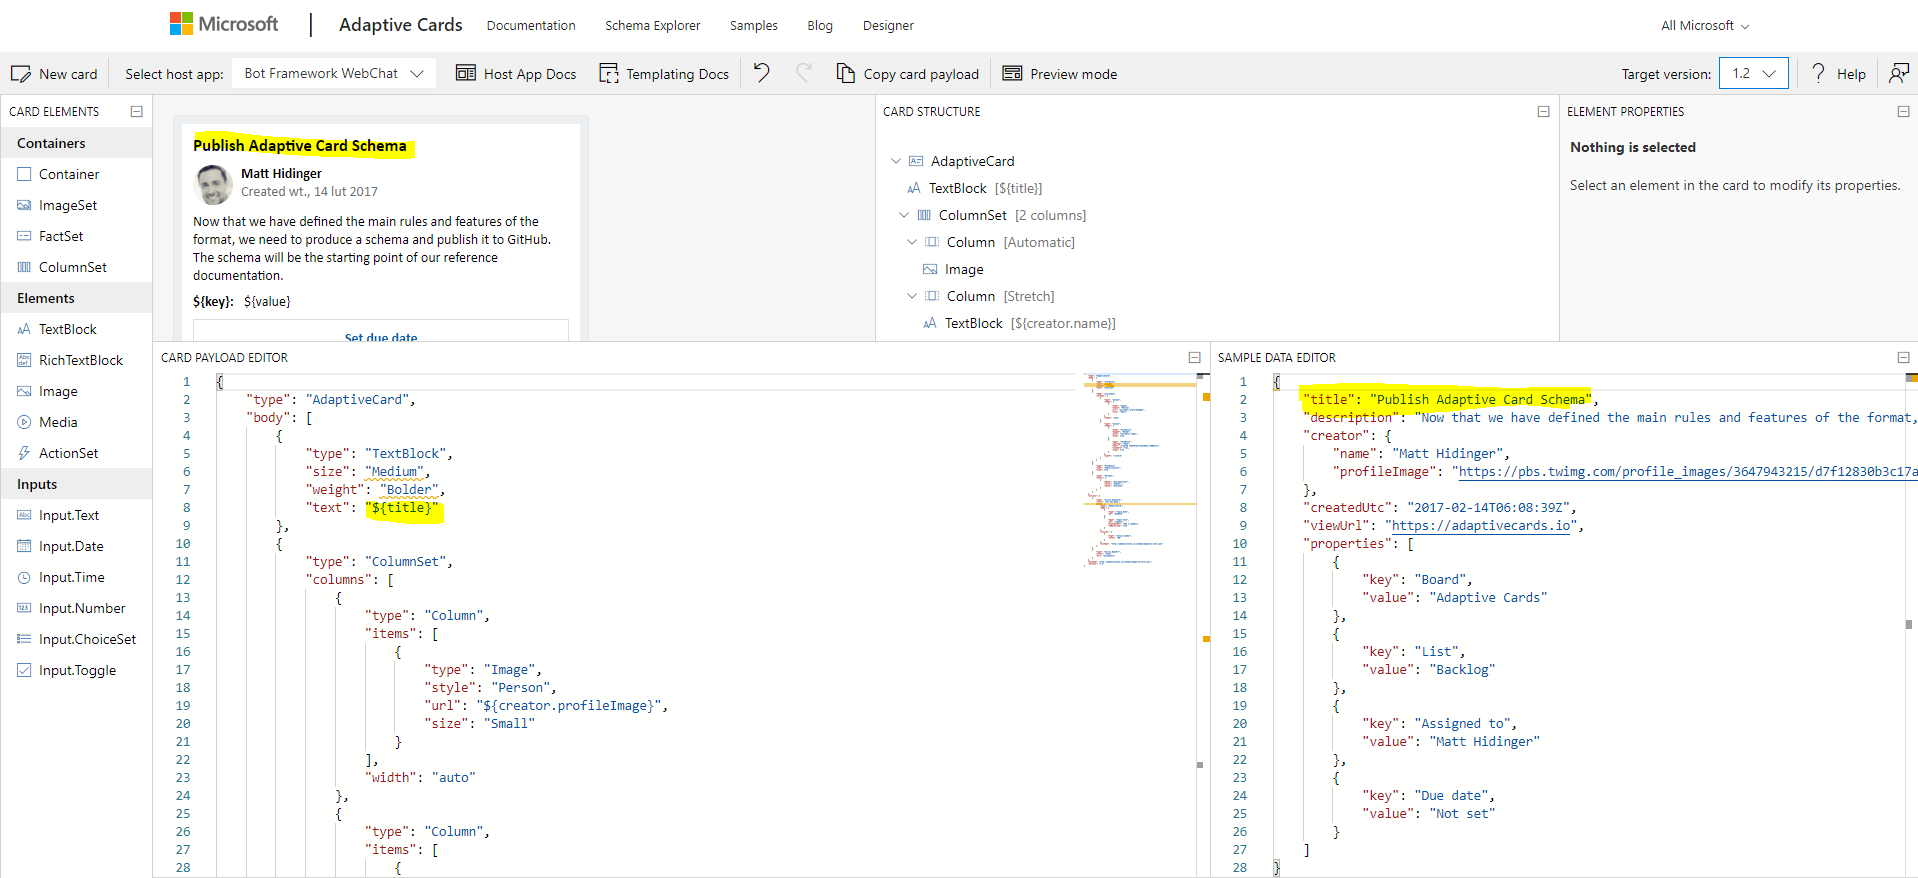 Microsoft Adaptive Cards Documentation Schema Explorer Samples Blog Designer All Microsoft
New card Select host app: Bot Framework WebChat Host App Docs Templating Docs Copy card payload Preview mode Target version: 1.2 Help
CARD ELEMENTS
Containers
Container
ImageSet
FactSet
ColumnSet
Elements
TextBlock
RichTextBlock
Image
Media
ActionSet
Inputs
Input.Text
Input.Date
Input.Time
Input.Number
Input.ChoiceSet
Input.Toggle
Publish Adaptive Card Schema
Matt Hidinger
Created wt., 14 lut 2017
Now that we have defined the main rules and features of the
format, we need to produce a schema and publish it to GitHub.
The schema will be the starting point of our reference
documentation.
${key}: ${value}
Set due date
CARD STRUCTURE
AdaptiveCard
TextBlock [${title}]
ColumnSet [2 columns]
Column [Automatic]
Image
Column [Stretch]
TextBlock [${creator.name}]
ELEMENT PROPERTIES
Nothing is selected
Select an element in the card to modify its properties.
CARD PAYLOAD EDITOR
1 {
2 "type": "AdaptiveCard",
3 "body": [
4 {
5 "type": "TextBlock",
6 "size": "Medium",
7 "weight": "Bolder",
8 "text": "${title}"
9 },
10 {
11 "type": "ColumnSet",
12 "columns": [
13 {
14 "type": "Column",
15 "items": [
16 {
17 "type": "Image",
18 "style": "Person",
19 "url": "${creator.profileImage}",
20 "size": "Small"
21 }
22 ],
23 "width": "auto"
24 },
25 {
26 "type": "Column",
27 "items": [
28 {
SAMPLE DATA EDITOR
1 {
2 "title": "Publish Adaptive Card Schema",
3 "description": "Now that we have defined the main rules and features of the format,
4 "creator": {
5 "name": "Matt Hidinger",
6 "profileImage": "https://pbs.twimg.com/profile_images/3647943215/d7f12830b3c17a
7 },
8 "createdUtc": "2017-02-14T06:08:39Z",
9 "viewUrl": "https://adaptivecards.io",
10 "properties": [
11 {
12 "key": "Board",
13 "value": "Adaptive Cards"
14 },
15 {
16 "key": "List",
17 "value": "Backlog"
18 },
19 {
20 "key": "Assigned to",
21 "value": "Matt Hidinger"
22 },
23 {
24 "key": "Due date",
25 "value": "Not set"
26 }
27 ]
28 }